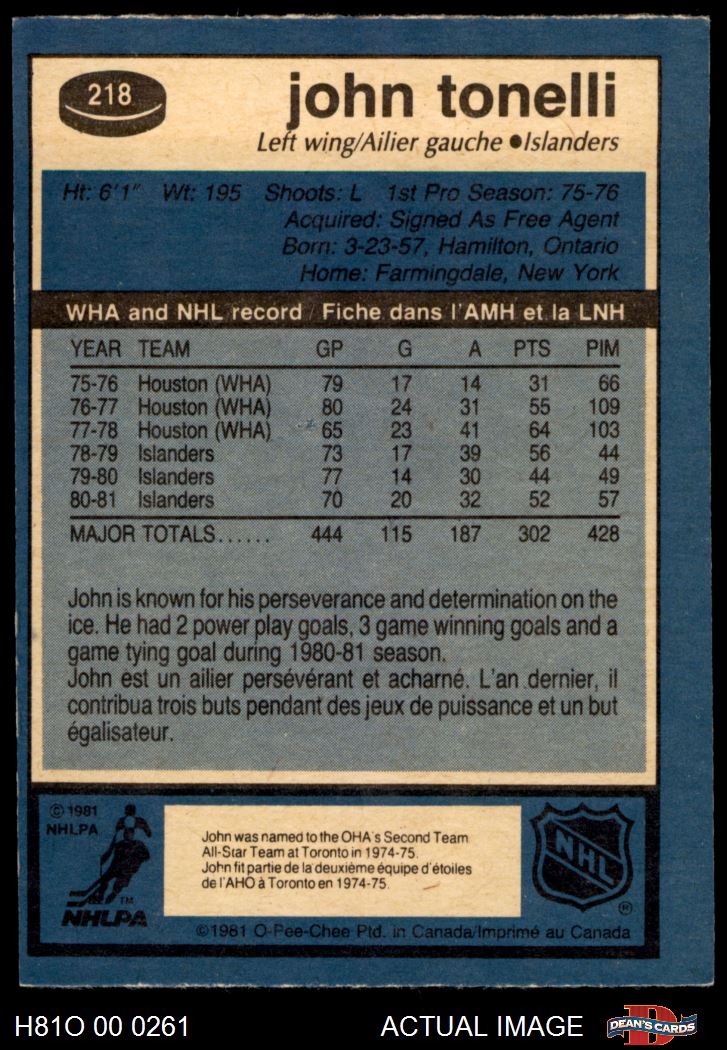 218
john tonelli
Left wing/Ailier gauche ●Islanders
Ht: 6'1" Wt: 195 Shoots: L 1st Pro Season: 75-76
Acquired: Signed As Free Agent
Born: 3-23-57, Hamilton, Ontario
Home: Farmingdale, New York
WHA and NHL record / Fiche dans l'AMH et la LNH
YEAR TEAM GP G A PTS PIM
75-76 Houston (WHA) 79 17 14 31 66
76-77 Houston (WHA) 80 24 31 55 109
77-78 Houston (WHA) 65 23 41 64 103
78-79 Islanders 73 17 39 56 44
79-80 Islanders 77 14 30 44 49
80-81 Islanders 70 20 32 52 57
MAJOR TOTALS...... 444 115 187 302 428
John is known for his perseverance and determination on the
ice. He had 2 power play goals, 3 game winning goals and a
game tying goal during 1980-81 season.
John est un ailier persévérant et acharné. L'an dernier, il
contribua trois buts pendant des jeux de puissance et un but
égalisateur.
© 1981
NHLPA
TM
NHLPA
John was named to the OHA's Second Team
All-Star Team at Toronto in 1974-75.
John fit partie de la deuxième équipe d'étoiles
de l'AHO à Toronto en 1974-75.
NHL
®
©1981 O-Pee-Chee Ptd. in Canada/Imprimé au Canada
H81O 00 0261 ACTUAL IMAGE
D
DEAN'S CARDS